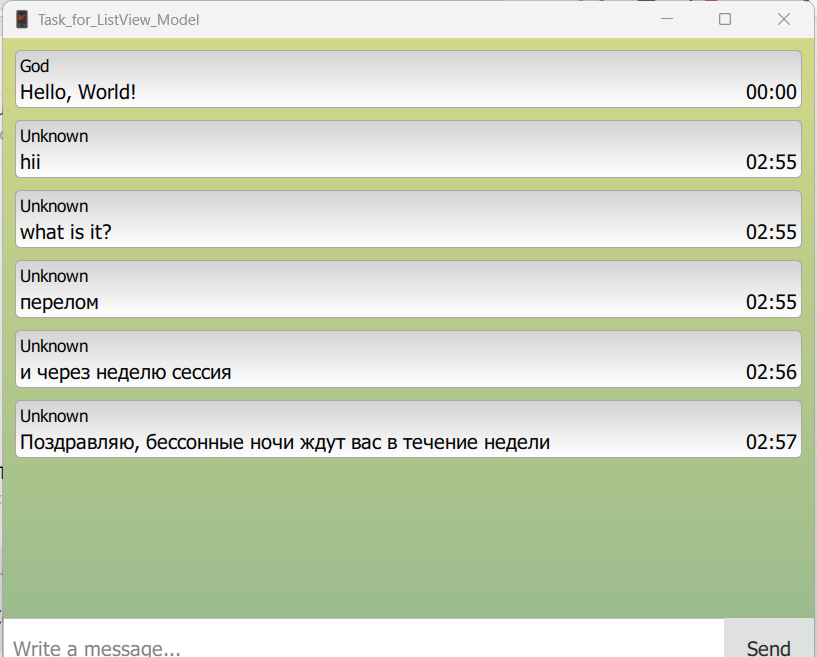 Task_for_ListView_Model
God
Hello, World!
00:00
Unknown
hii
02:55
Unknown
what is it?
02:55
Unknown
перелом
02:55
Unknown
и через неделю сессия
02:56
Unknown
Поздравляю, бессонные ночи ждут вас в течение недели
02:57
Write a message...
Send